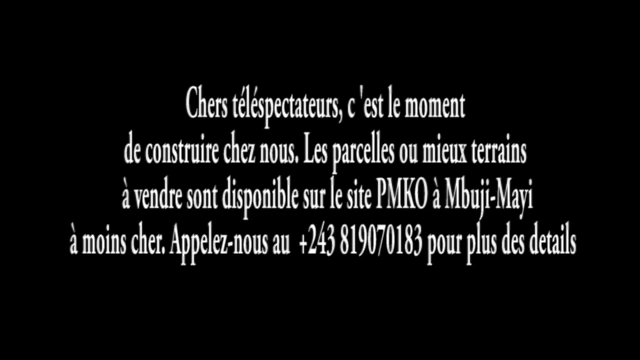 Chers téléspectateurs, c 'est le moment
de construire chez nous. Les parcelles ou mieux terrains
à vendre sont disponible sur le site PMKO à Mbuji-Mayi
à moins cher. Appelez-nous au +243 819070183 pour plus des details